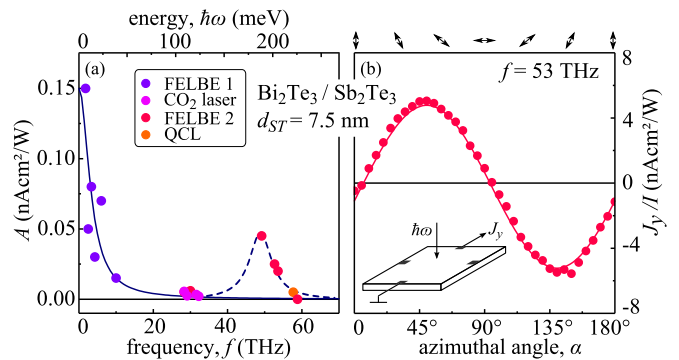 energy, ħω (meV)
0 100 200
(a)
FELBE 1
CO₂ laser
FELBE 2
QCL
Bi₂Te₃ / Sb₂Te₃
d_ST = 7.5 nm
A (nAcm²/W)
0.15
0.10
0.05
0.00
0 20 40 60
frequency, f (THz)
(b)
f = 53 THz
ħω
J_y
J_y /I (nAcm²/W)
8
4
0
-4
-8
0 45° 90° 135° 180°
azimuthal angle, α